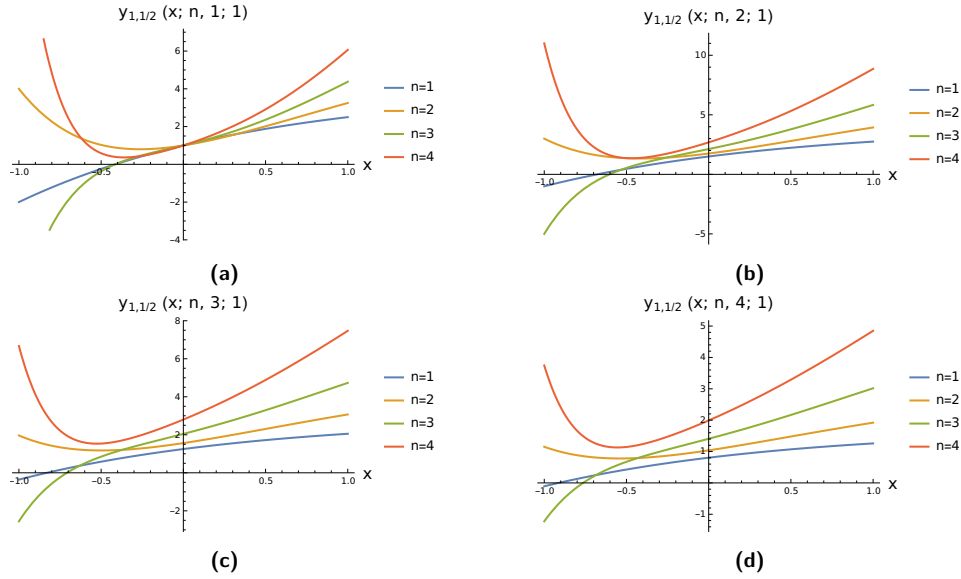 y1,1/2 (x; n, 1; 1)
6
4
2
-2
-4
-1.0
-0.5
0.5
1.0
x
n=1
n=2
n=3
n=4
(a)
y1,1/2 (x; n, 2; 1)
10
5
-5
-1.0
-0.5
0.5
1.0
x
n=1
n=2
n=3
n=4
(b)
y1,1/2 (x; n, 3; 1)
8
6
4
2
-2
-1.0
-0.5
0.5
1.0
x
n=1
n=2
n=3
n=4
(c)
y1,1/2 (x; n, 4; 1)
5
4
3
2
1
-1
-1.0
-0.5
0.5
1.0
x
n=1
n=2
n=3
n=4
(d)